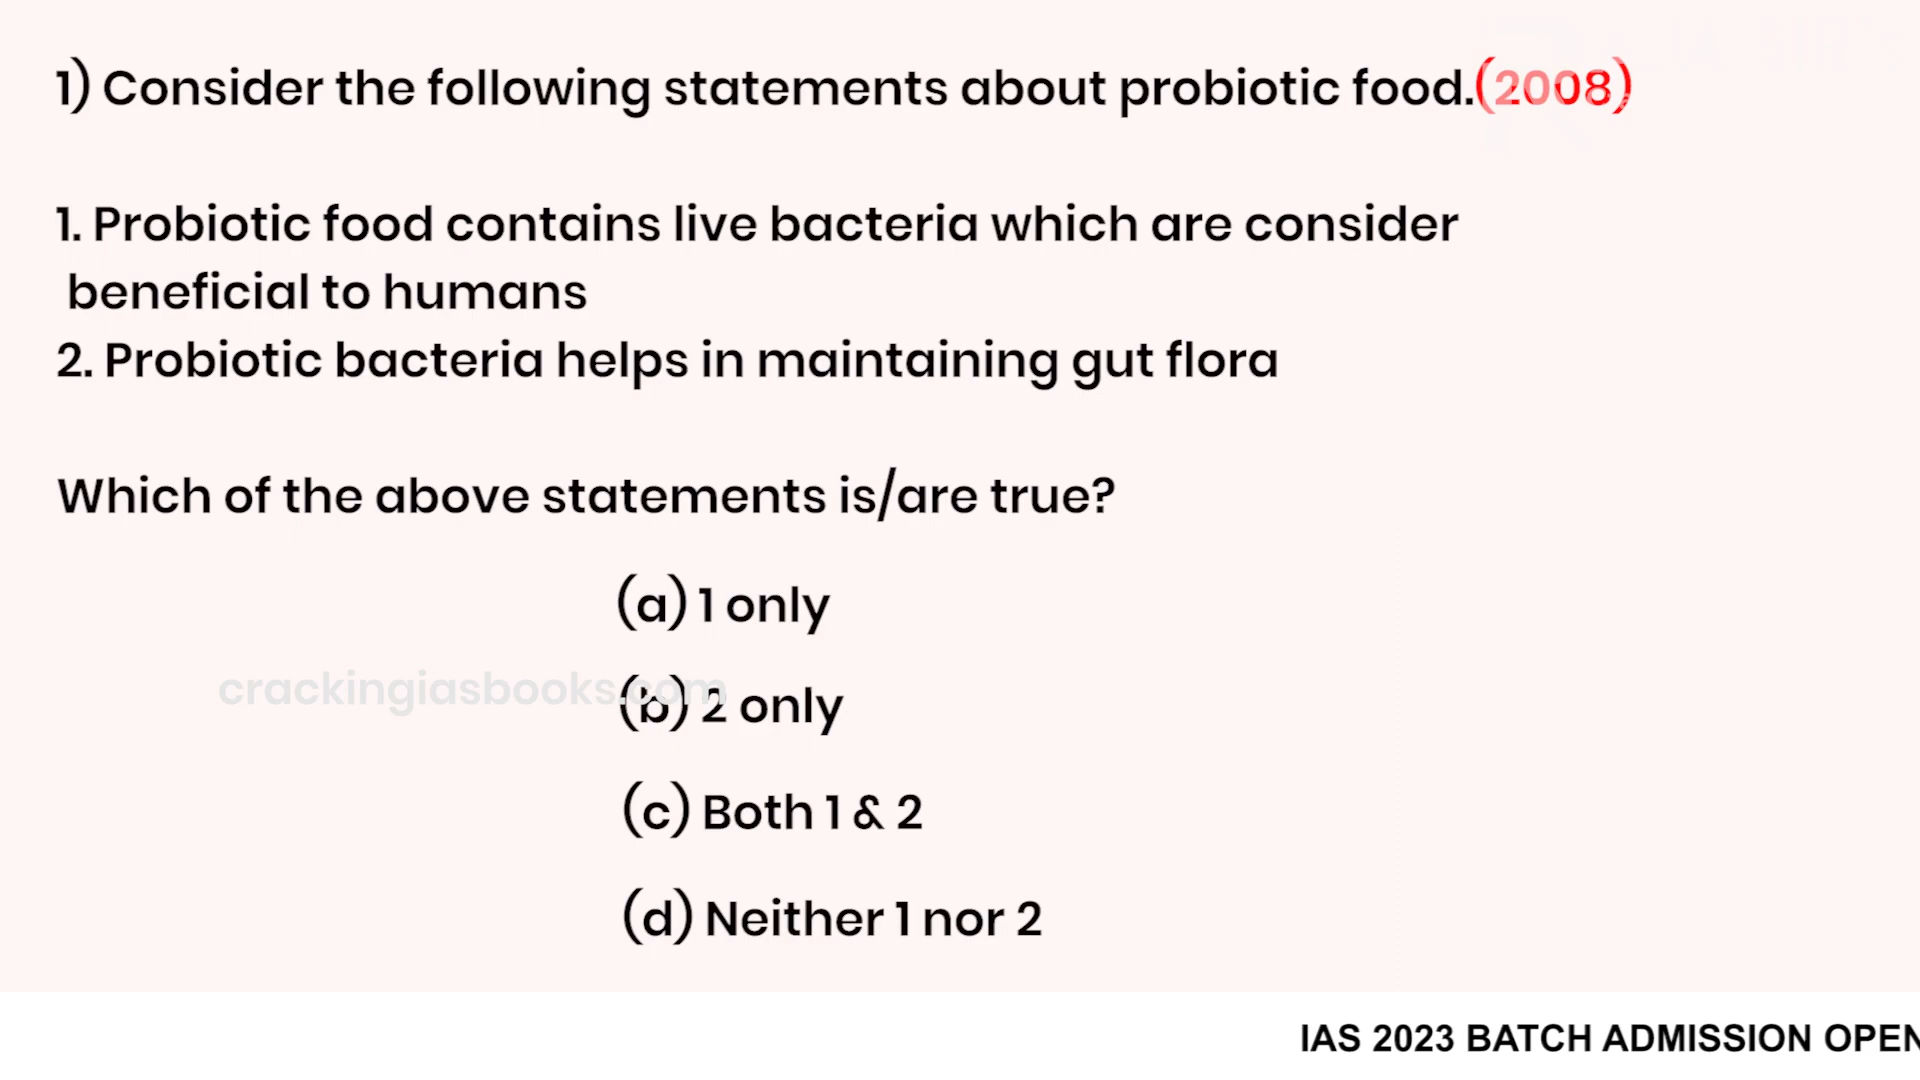 1) Consider the following statements about probiotic food.(2008)
1. Probiotic food contains live bacteria which are consider
beneficial to humans
2. Probiotic bacteria helps in maintaining gut flora
Which of the above statements is/are true?
(a) 1 only
crackingiasbooks.com
(b) 2 only
(c) Both 1 & 2
(d) Neither 1 nor 2
IAS 2023 BATCH ADMISSION OPEN